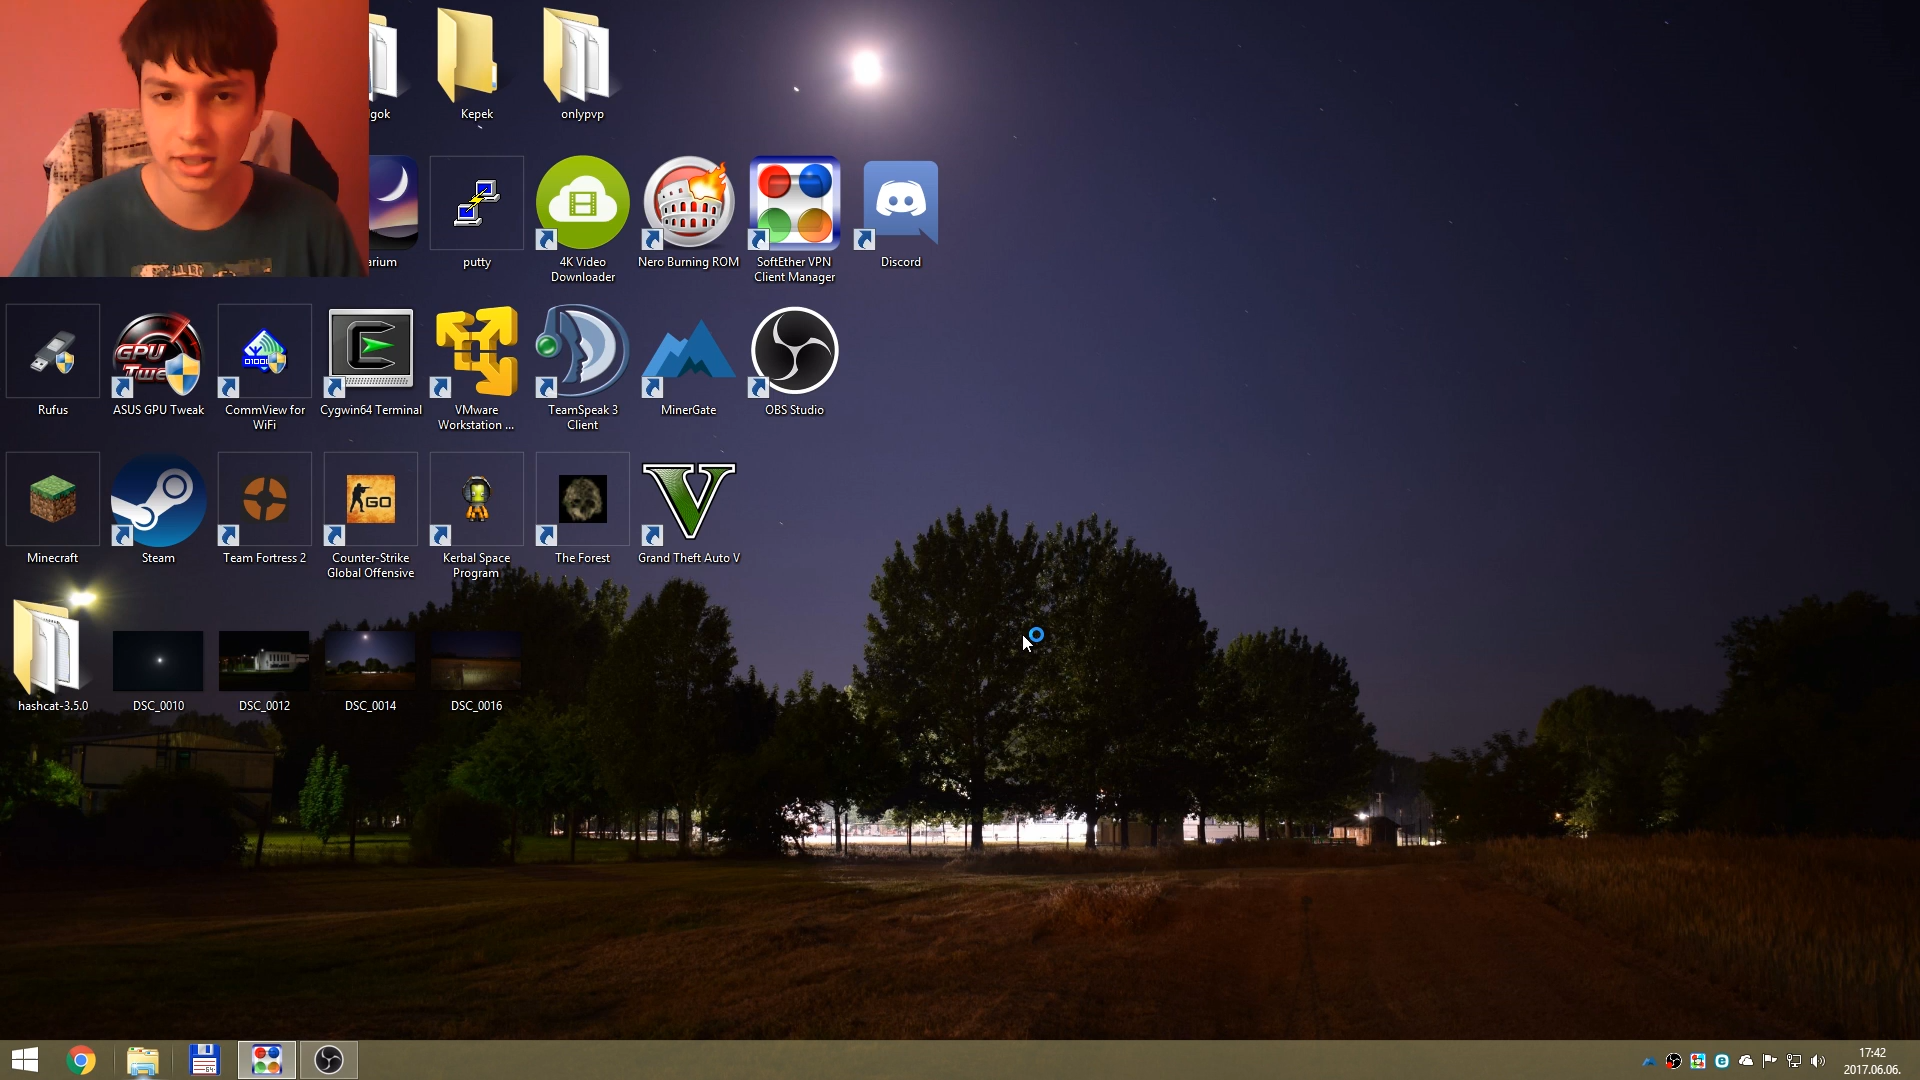 gok
Kepek
onlypvp
arium
putty
4K Video
Downloader
Nero Burning ROM
SoftEther VPN
Client Manager
Discord
GPU
Rufus
ASUS GPU Tweak
CommView for
WiFi
Cygwin64 Terminal
VMware
Workstation ...
TeamSpeak 3
Client
MinerGate
OBS Studio
GO
Minecraft
Steam
Team Fortress 2
Counter-Strike
Global Offensive
Kerbal Space
Program
The Forest
Grand Theft Auto V
hashcat-3.5.0
DSC_0010
DSC_0012
DSC_0014
DSC_0016
64
17:42
2017.06.06.